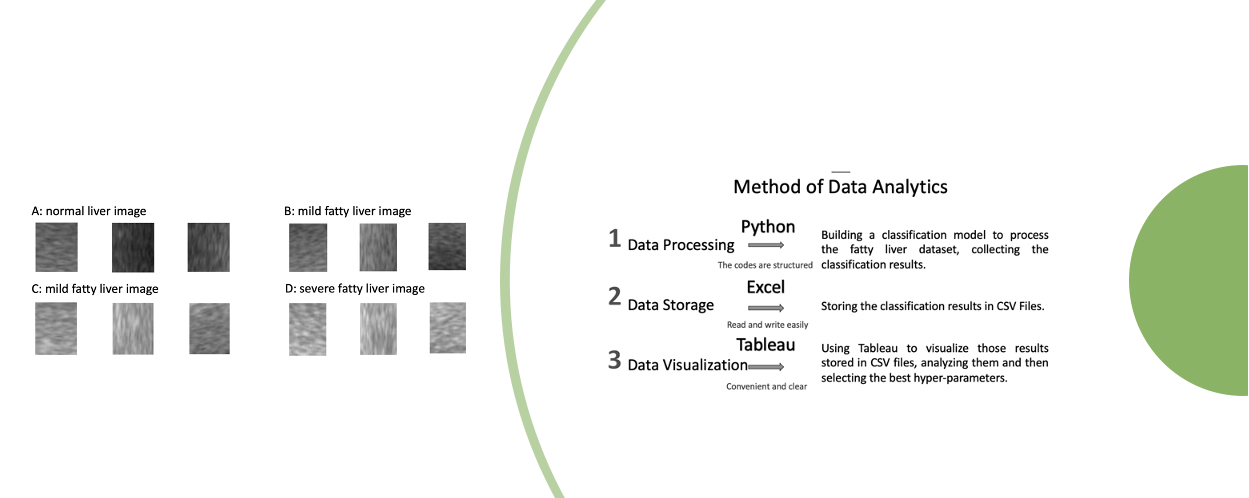 A: normal liver image
B: mild fatty liver image
C: mild fatty liver image
D: severe fatty liver image
Method of Data Analytics
1 Data Processing
Python
The codes are structured
Building a classification model to process
the fatty liver dataset, collecting the
classification results.
2 Data Storage
Excel
Read and write easily
Storing the classification results in CSV Files.
3 Data Visualization
Tableau
Convenient and clear
Using Tableau to visualize those results
stored in CSV files, analyzing them and then
selecting the best hyper-parameters.